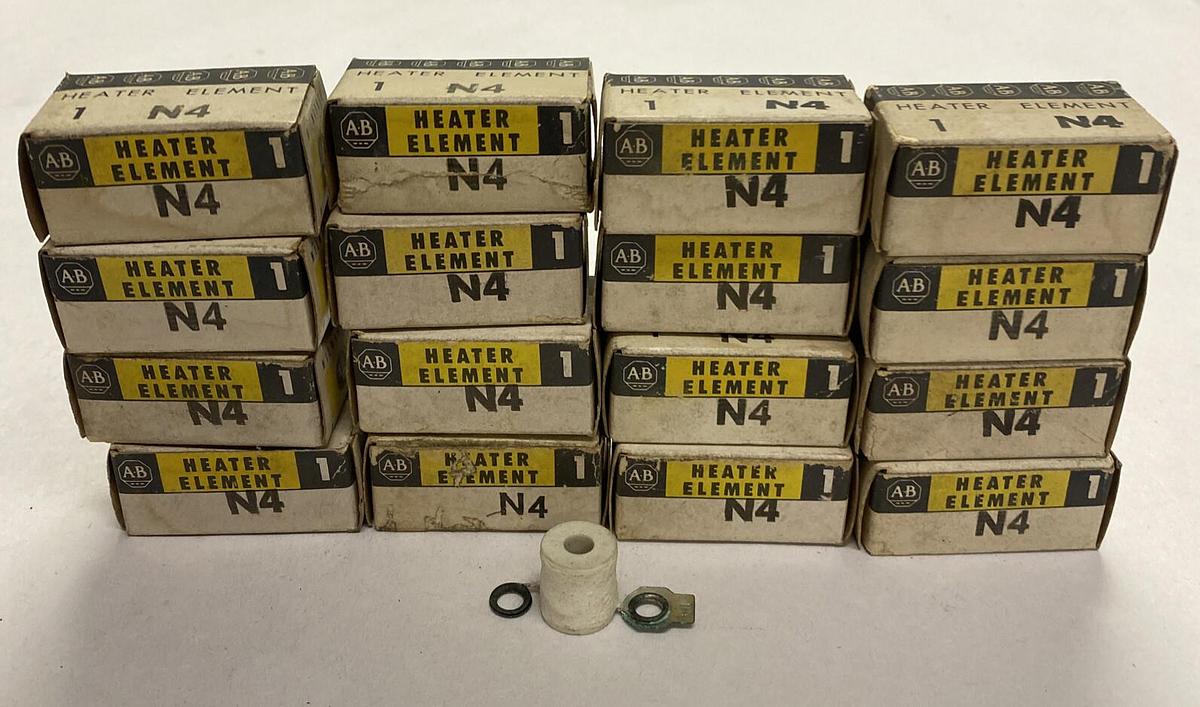 HEATER ELEMENT
1 N4
A-B HEATER 1
ELEMENT
N4
HEATER ELEMENT
1 N4
A-B HEATER 1
ELEMENT
N4
HEATER ELEMENT
1 N4
A-B HEATER 1
ELEMENT
N4
HEATER ELEMENT
1 N4
A-B HEATER 1
ELEMENT
N4
A-B HEATER 1
ELEMENT
N4
A-B HEATER 1
ELEMENT
N4
A-B HEATER 1
ELEMENT
N4
A-B HEATER 1
ELEMENT
N4
A-B HEATER 1
ELEMENT
N4
A-B HEATER 1
ELEMENT
N4
A-B HEATER 1
ELEMENT
N4
A-B HEATER 1
ELEMENT
N4
A-B HEATER 1
ELEMENT
N4
A-B HEATER 1
ELEMENT
N4
A-B HEATER 1
ELEMENT
N4
A-B HEATER 1
ELEMENT
N4